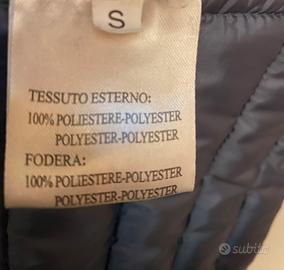 S
TESSUTO ESTERNO:
100% POLIESTERE-POLYESTER
POLYESTER-POLYESTER
FODERA:
100% POLIESTERE-POLYESTER
POLYESTER-POLYESTER
subito